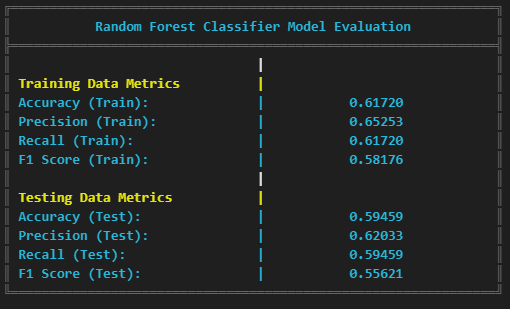 Random Forest Classifier Model Evaluation
Training Data Metrics |
Accuracy (Train): | 0.61720
Precision (Train): | 0.65253
Recall (Train): | 0.61720
F1 Score (Train): | 0.58176
|
Testing Data Metrics |
Accuracy (Test): | 0.59459
Precision (Test): | 0.62033
Recall (Test): | 0.59459
F1 Score (Test): | 0.55621